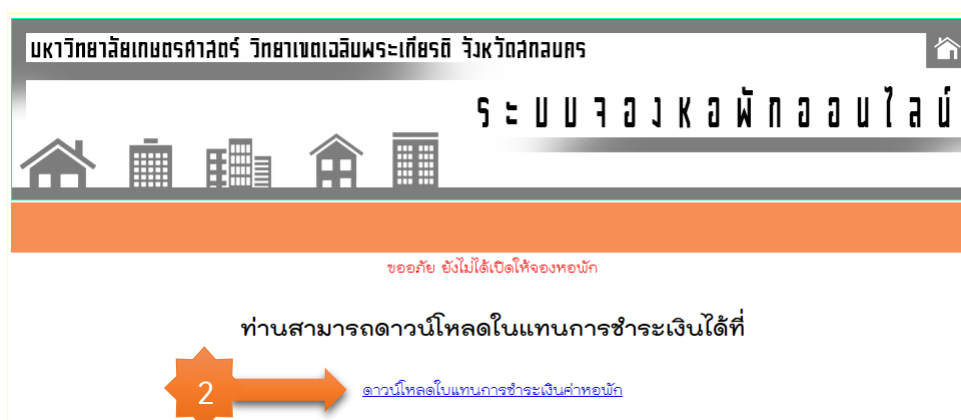 มหาวิทยาลัยเกษตรศาสตร์ วิทยาเขตเฉลิมพระเกียรติ จังหวัดสกลนคร
ระบบจองหอพักออนไลน์
ขออภัย ยังไม่ได้เปิดให้จองหอพัก
ท่านสามารถดาวน์โหลดใบแทนการชำระเงินได้ที่
2
ดาวน์โหลดใบแทนการชำระเงินค่าหอพัก